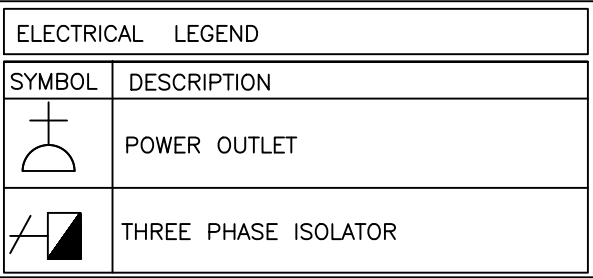 ELECTRICAL LEGEND
SYMBOL DESCRIPTION
POWER OUTLET
THREE PHASE ISOLATOR